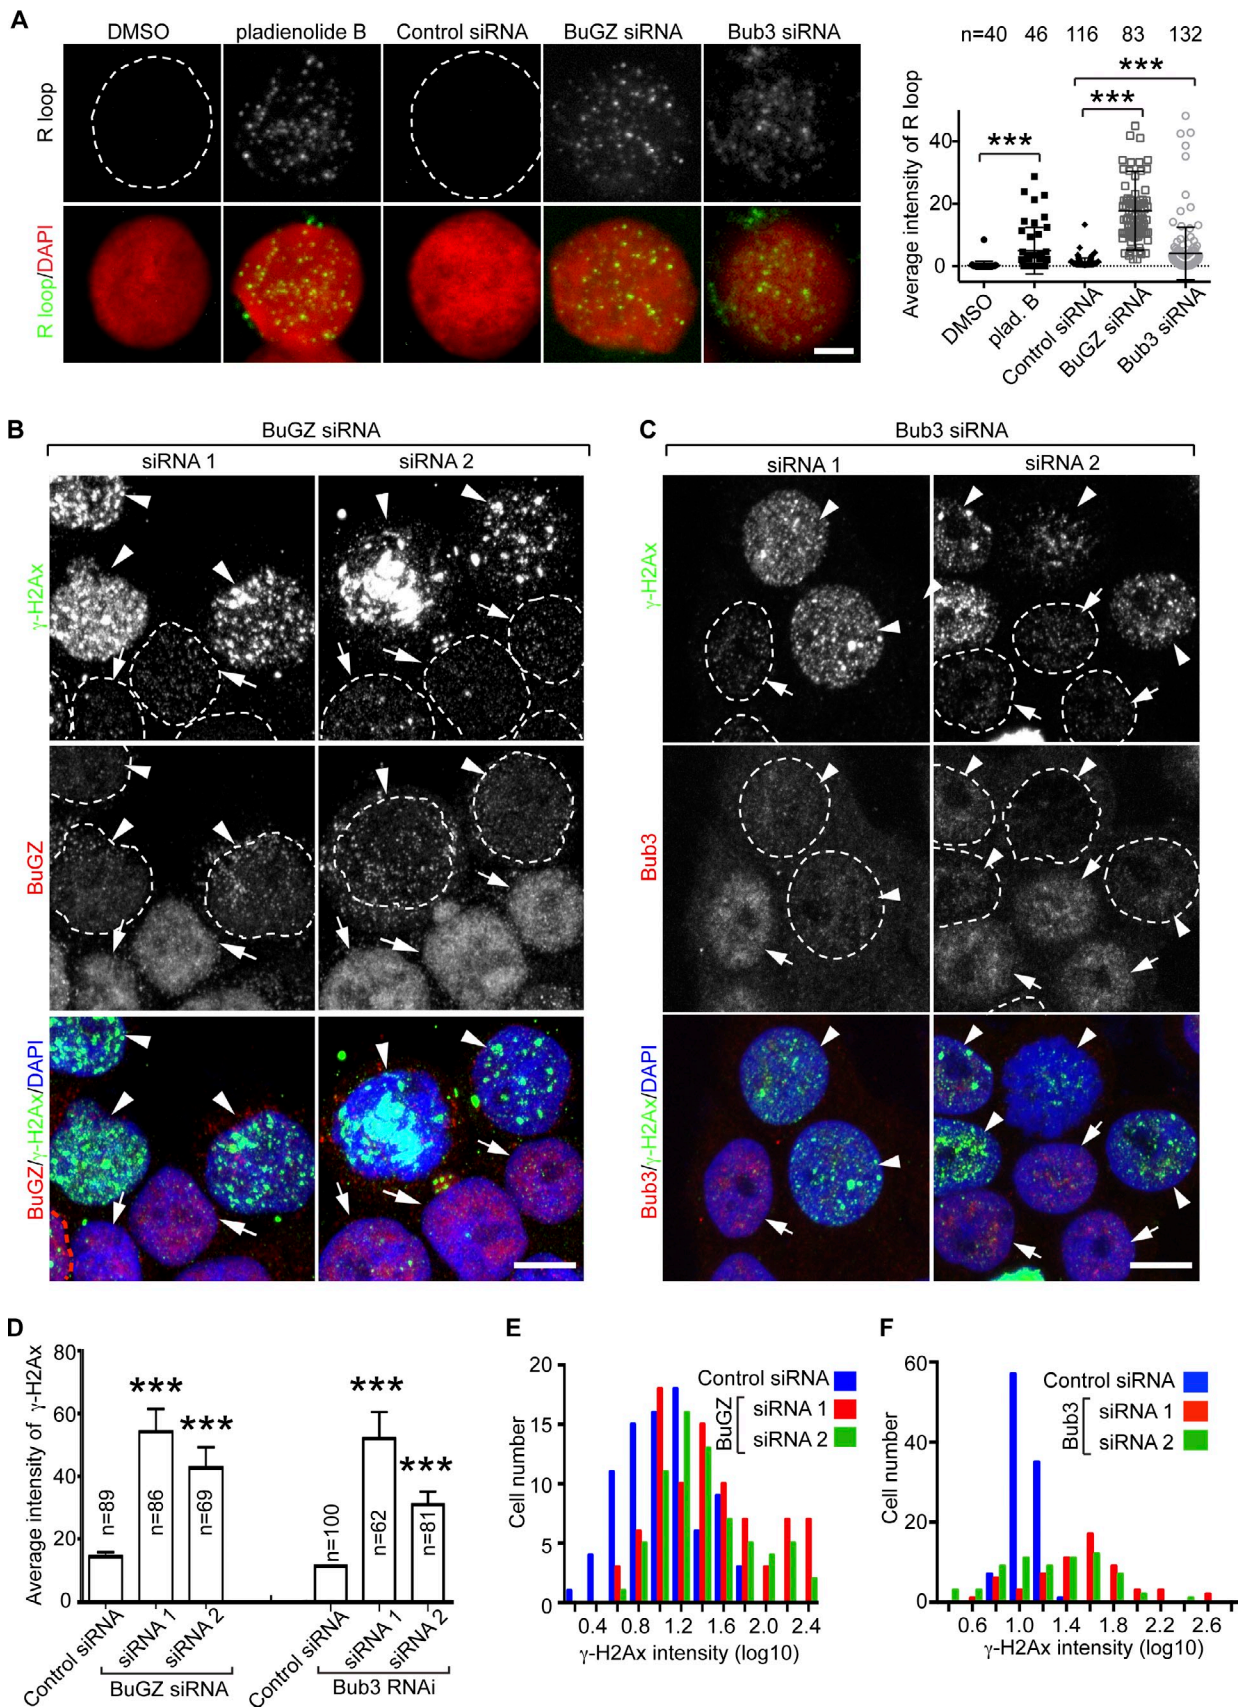 A
DMSO
pladienolide B
Control siRNA
BuGZ siRNA
Bub3 siRNA
R loop
R loop/DAPI
n=40 46 116 83 132
***
***
***
Average intensity of R loop
40
20
0
DMSO
plad. B
Control siRNA
BuGZ siRNA
Bub3 siRNA
B
BuGZ siRNA
siRNA 1
siRNA 2
γ-H2Ax
BuGZ
BuGZ/γ-H2Ax/DAPI
C
Bub3 siRNA
siRNA 1
siRNA 2
γ-H2Ax
Bub3
Bub3/γ-H2Ax/DAPI
D
Average intensity of γ-H2Ax
80
60
40
20
0
***
***
***
***
n=89
n=86
n=69
n=100
n=62
n=81
Control siRNA
siRNA 1
siRNA 2
BuGZ siRNA
Control siRNA
siRNA 1
siRNA 2
Bub3 RNAi
E
Cell number
20
15
10
5
0
Control siRNA
BuGZ
siRNA 1
siRNA 2
0.4 0.8 1.2 1.6 2.0 2.4
γ-H2Ax intensity (log10)
F
Cell number
60
40
20
0
Control siRNA
Bub3
siRNA 1
siRNA 2
0.6 1.0 1.4 1.8 2.2 2.6
γ-H2Ax intensity (log10)